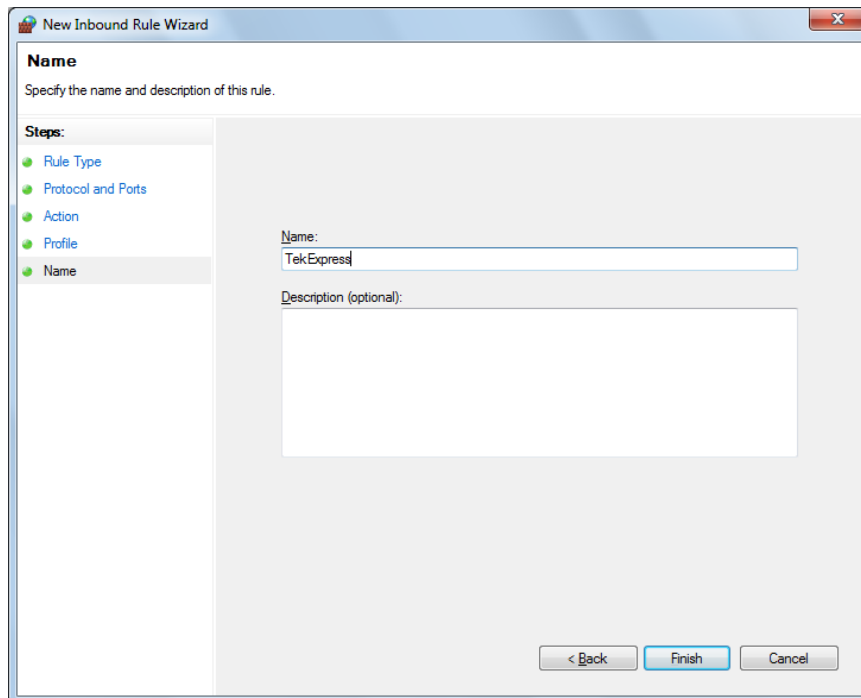 New Inbound Rule Wizard
Name
Specify the name and description of this rule.
Steps:
Rule Type
Protocol and Ports
Action
Profile
Name
Name:
TekExpress
Description (optional):
< Back
Finish
Cancel